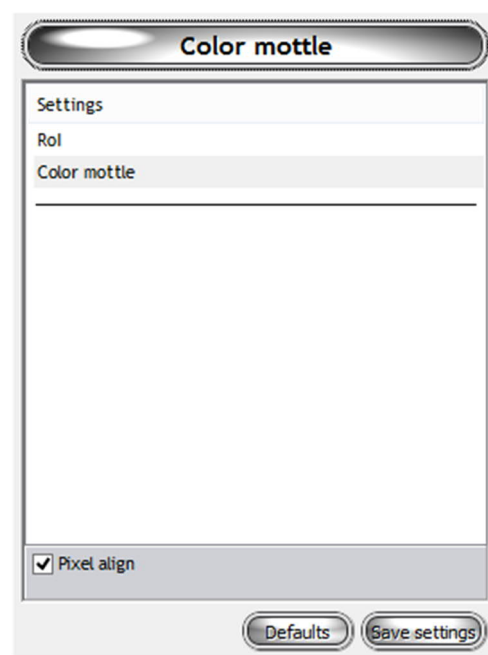 Color mottle
Settings
RoI
Color mottle
Pixel align
Defaults Save settings